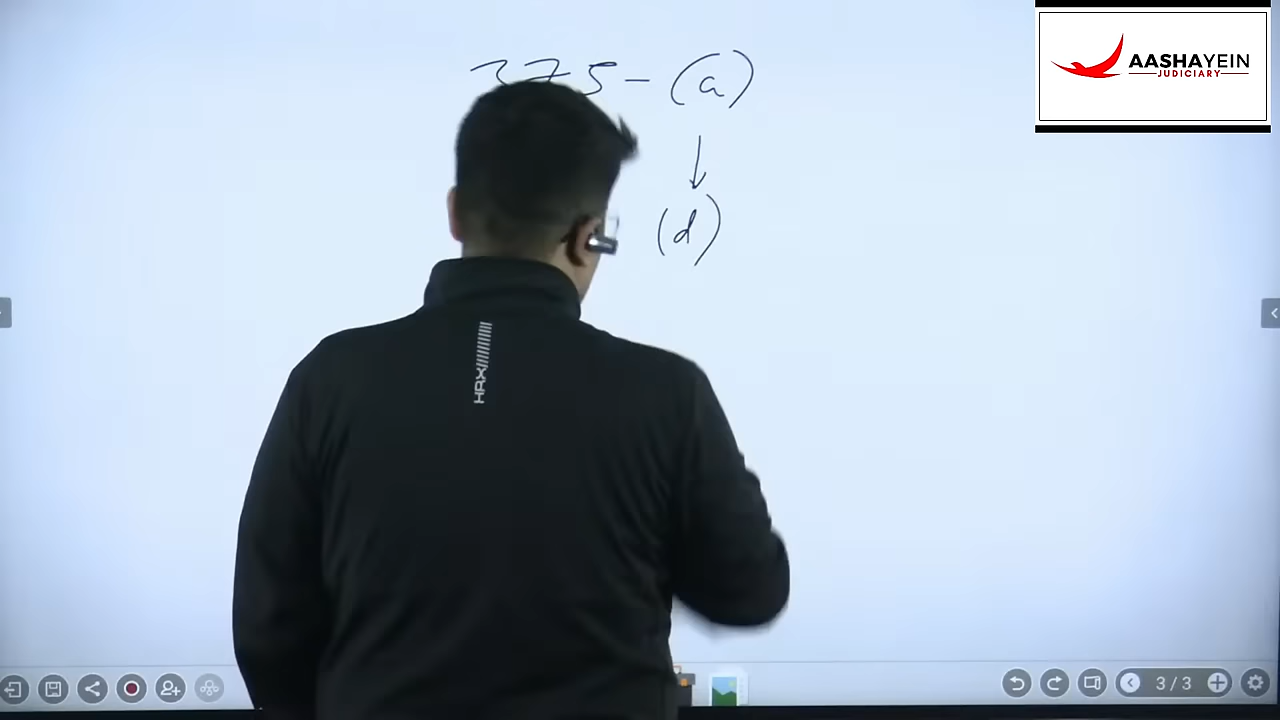 375 - (a)
↓
(d)
AASHAYEIN
JUDICIARY
HRX
3 / 3